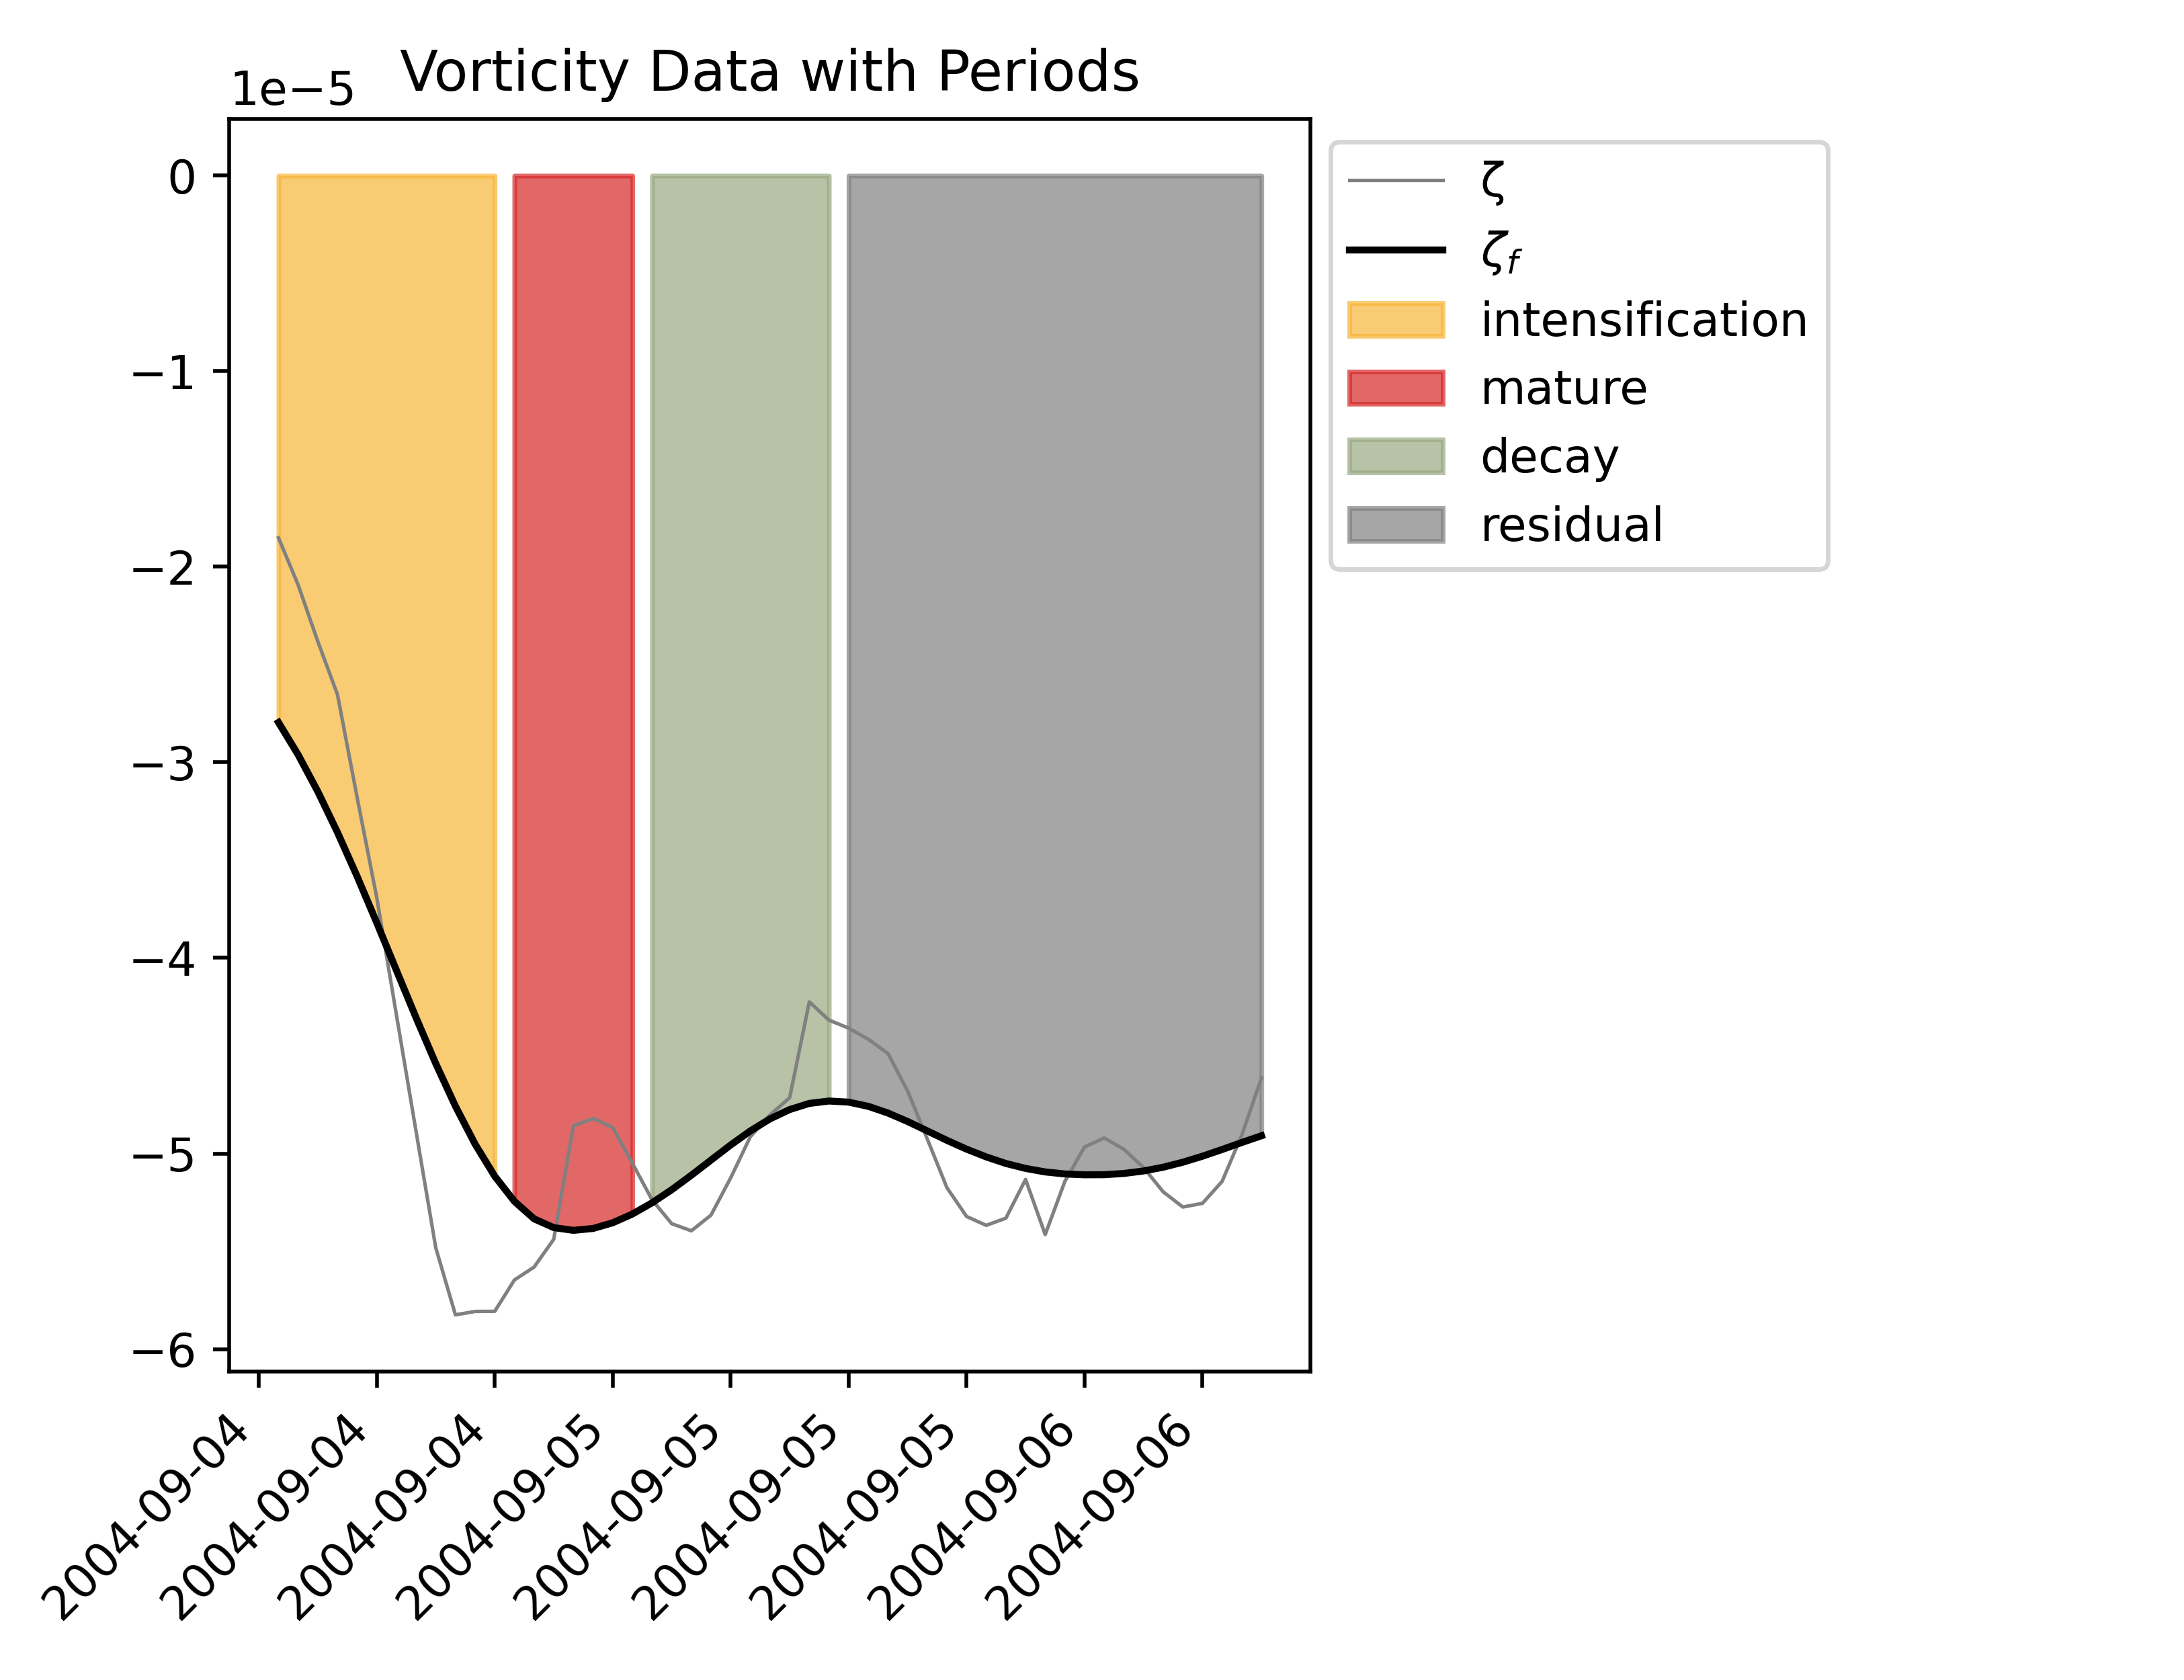 Vorticity Data with Periods
1e−5
0
−1
−2
−3
−4
−5
−6
2004-09-04
2004-09-04
2004-09-04
2004-09-05
2004-09-05
2004-09-05
2004-09-05
2004-09-06
2004-09-06
ζ
ζf
intensification
mature
decay
residual